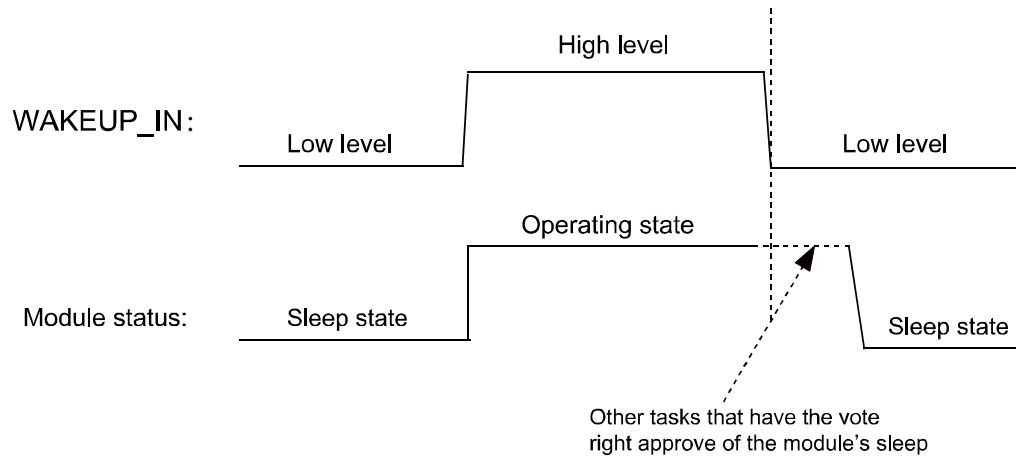 High level
WAKEUP_IN:
Low level
Low level
Operating state
Module status:
Sleep state
Sleep state
Other tasks that have the vote
right approve of the module's sleep